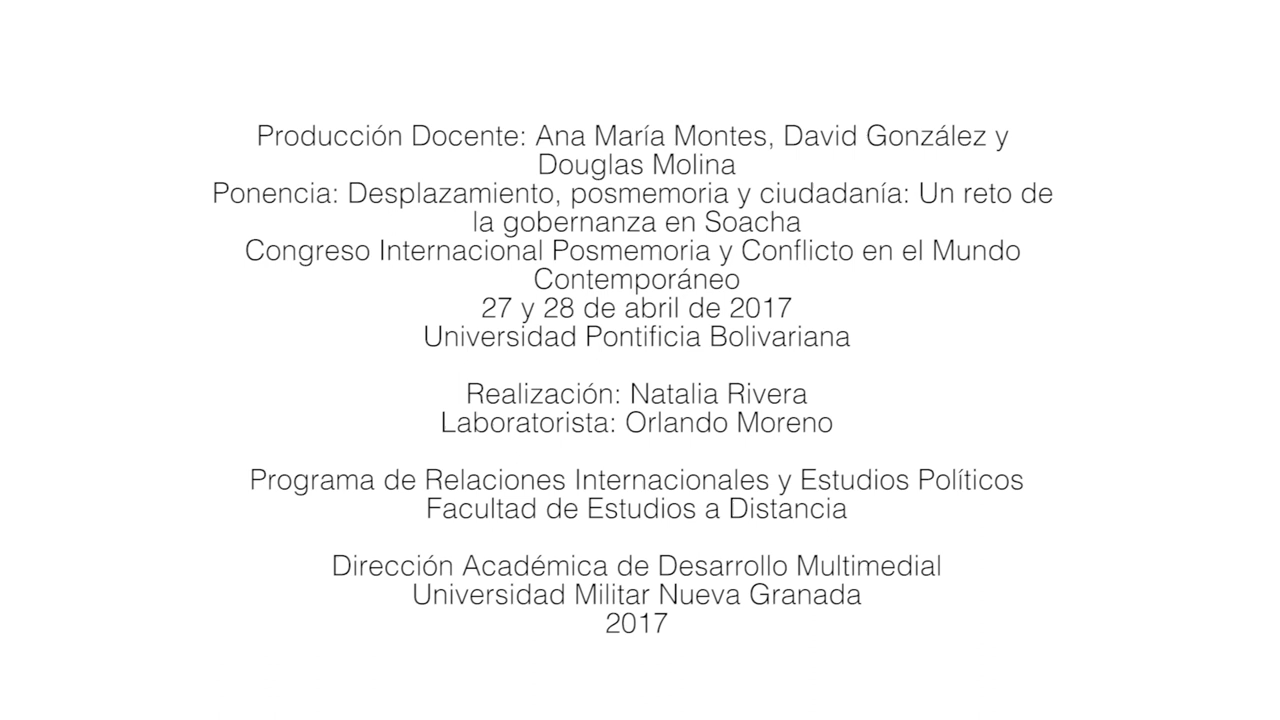 Producción Docente: Ana María Montes, David González y
Douglas Molina
Ponencia: Desplazamiento, posmemoria y ciudadanía: Un reto de
la gobernanza en Soacha
Congreso Internacional Posmemoria y Conflicto en el Mundo
Contemporáneo
27 y 28 de abril de 2017
Universidad Pontificia Bolivariana
Realización: Natalia Rivera
Laboratorista: Orlando Moreno
Programa de Relaciones Internacionales y Estudios Políticos
Facultad de Estudios a Distancia
Dirección Académica de Desarrollo Multimedial
Universidad Militar Nueva Granada
2017